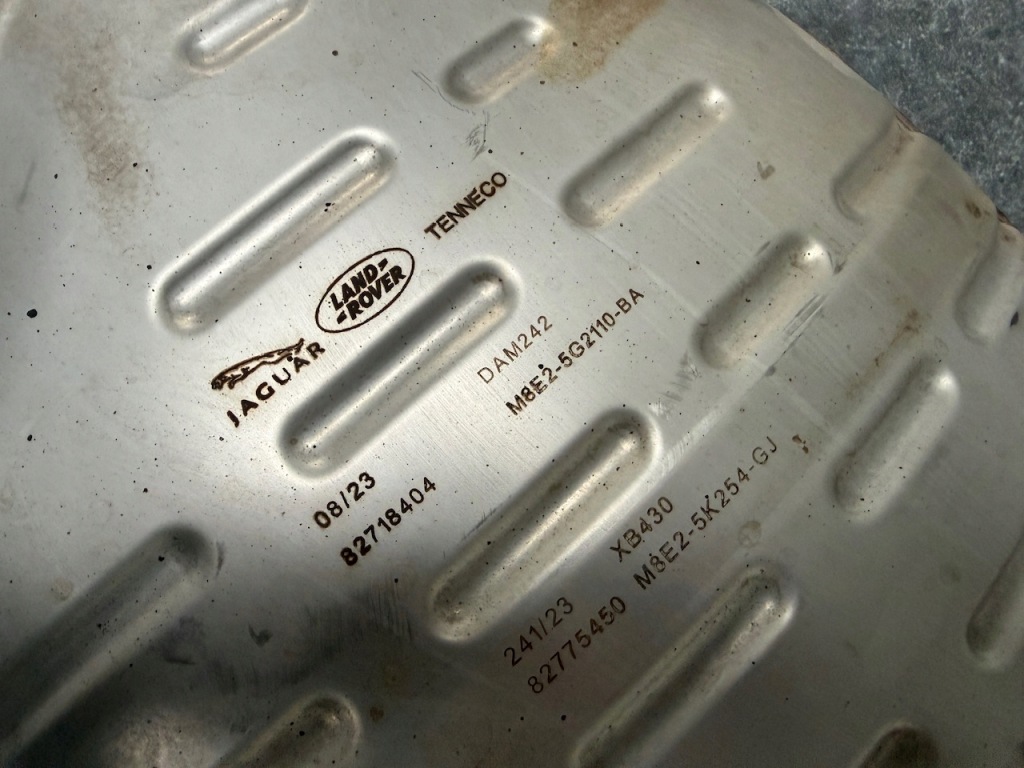 JAGUAR
LAND-
-ROVER
TENNECO
DAM242
08/23
82718404
M8E2-5G2110-BA
XB430
241/23
82775450 M8E2-5K254-GJ